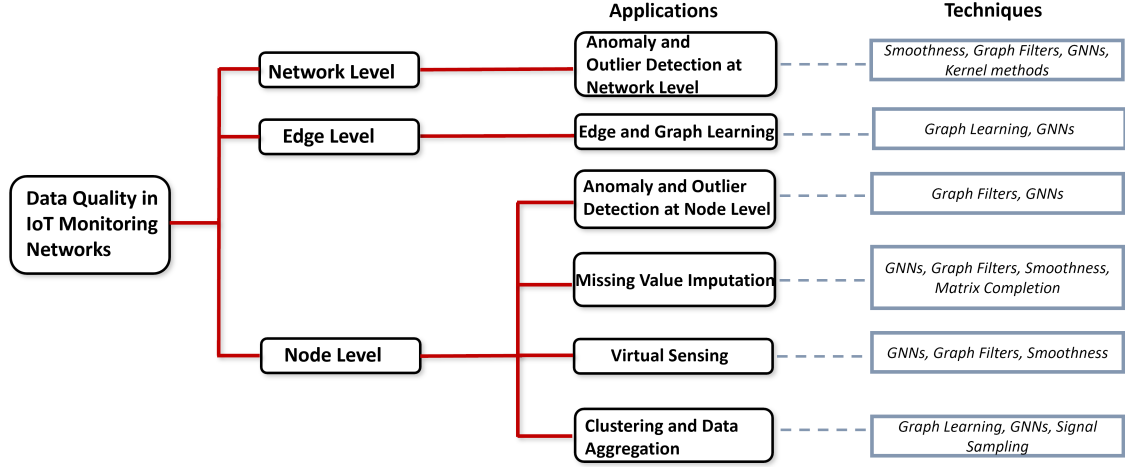 Applications
Techniques
Data Quality in
IoT Monitoring
Networks
Network Level
Anomaly and
Outlier Detection at
Network Level
Smoothness, Graph Filters, GNNs,
Kernel methods
Edge Level
Edge and Graph Learning
Graph Learning, GNNs
Node Level
Anomaly and Outlier
Detection at Node Level
Graph Filters, GNNs
Missing Value Imputation
GNNs, Graph Filters, Smoothness,
Matrix Completion
Virtual Sensing
GNNs, Graph Filters, Smoothness
Clustering and Data
Aggregation
Graph Learning, GNNs, Signal
Sampling